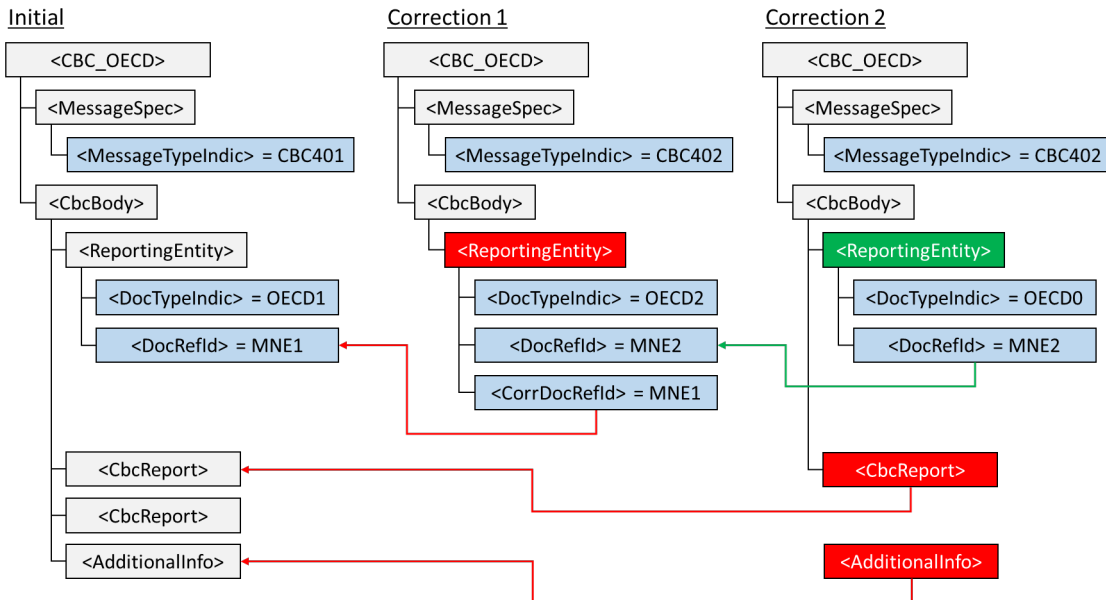 Initial
<CBC_OECD>
<MessageSpec>
<MessageTypeIndic> = CBC401
<CbcBody>
<ReportingEntity>
<DocTypeIndic> = OECD1
<DocRefId> = MNE1
<CbcReport>
<CbcReport>
<AdditionalInfo>
Correction 1
<CBC_OECD>
<MessageSpec>
<MessageTypeIndic> = CBC402
<CbcBody>
<ReportingEntity>
<DocTypeIndic> = OECD2
<DocRefId> = MNE2
<CorrDocRefId> = MNE1
Correction 2
<CBC_OECD>
<MessageSpec>
<MessageTypeIndic> = CBC402
<CbcBody>
<ReportingEntity>
<DocTypeIndic> = OECD0
<DocRefId> = MNE2
<CbcReport>
<AdditionalInfo>